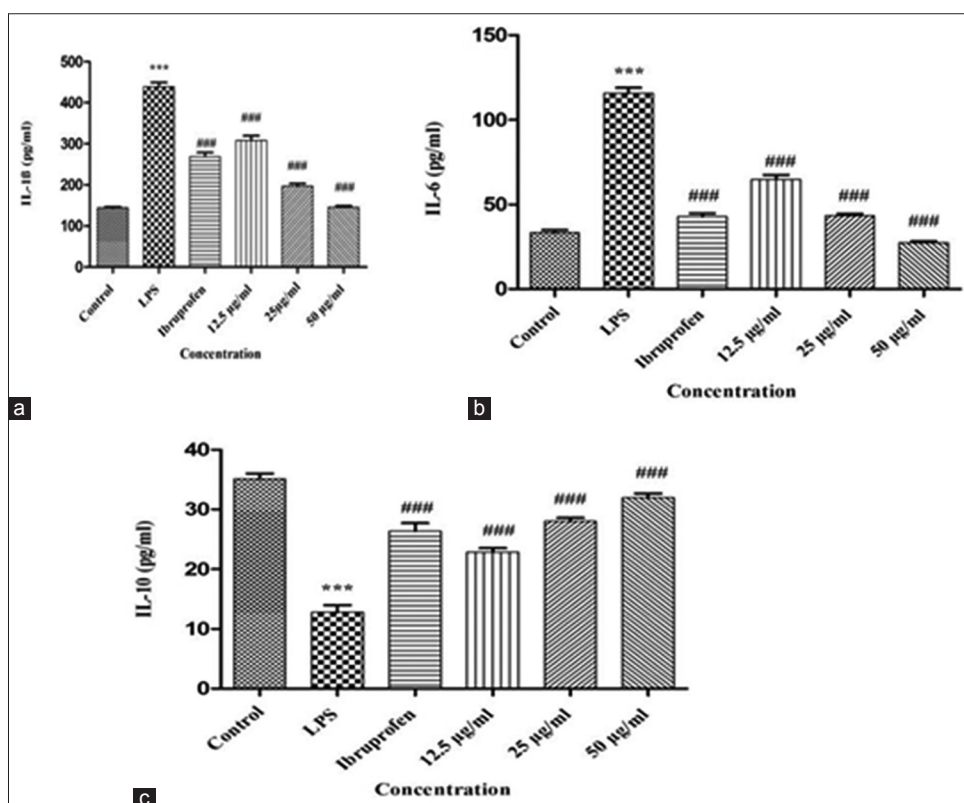 500
400
300
200
100
0
IL-1ß (pg/ml)
***
###
###
###
###
Control
LPS
Ibruprofen
12.5 µg/ml
25µg/ml
50 µg/ml
Concentration
a
150
100
50
0
IL-6 (pg/ml)
***
###
###
###
###
Control
LPS
Ibruprofen
12.5 µg/ml
25 µg/ml
50 µg/ml
Concentration
b
40
30
20
10
0
IL-10 (pg/ml)
***
###
###
###
###
Control
LPS
Ibruprofen
12.5 µg/ml
25 µg/ml
50 µg/ml
Concentration
c